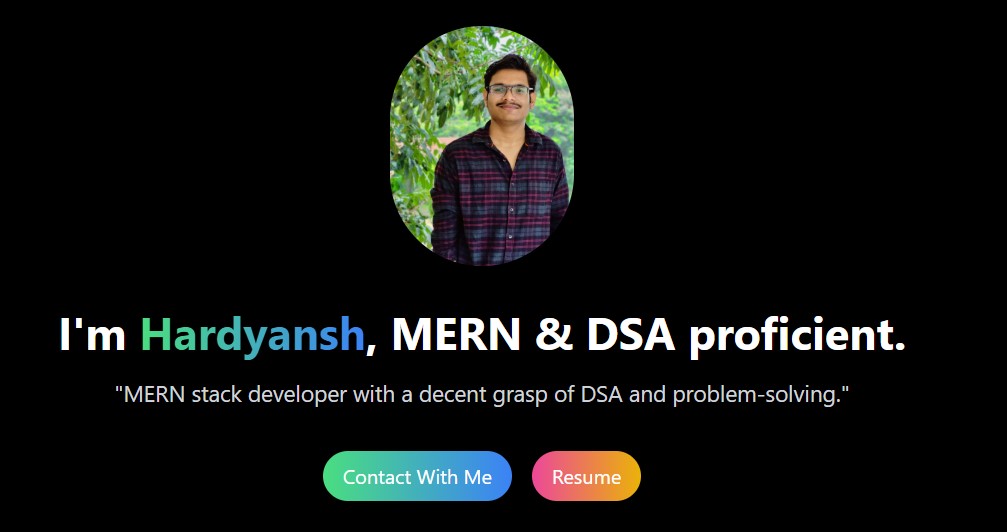 I'm Hardyansh, MERN & DSA proficient.
"MERN stack developer with a decent grasp of DSA and problem-solving."
Contact With Me
Resume